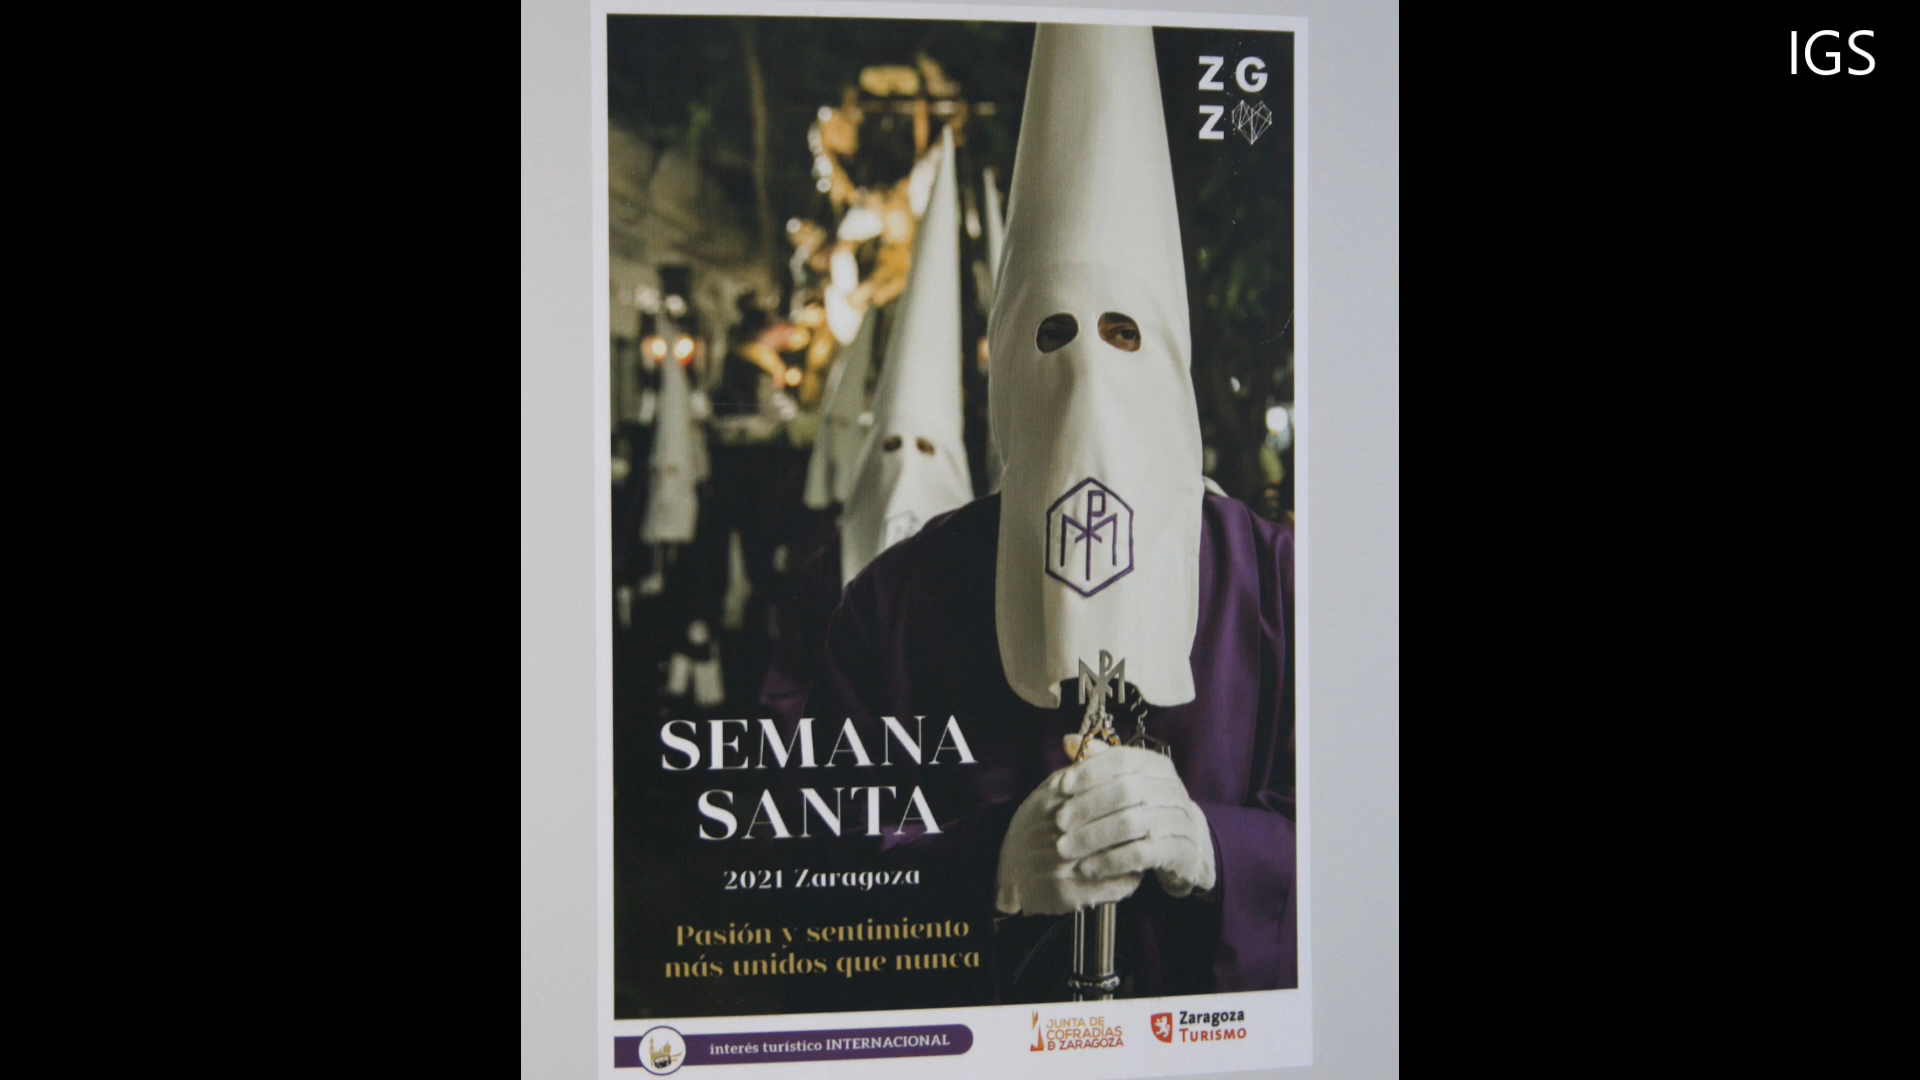 IGS
Z G
Z
SEMANA
SANTA
2021 Zaragoza
Pasión y sentimiento
más unidos que nunca
interés turístico INTERNACIONAL
JUNTA DE
COFRADÍAS
D ZARAGOZA
Zaragoza
TURISMO